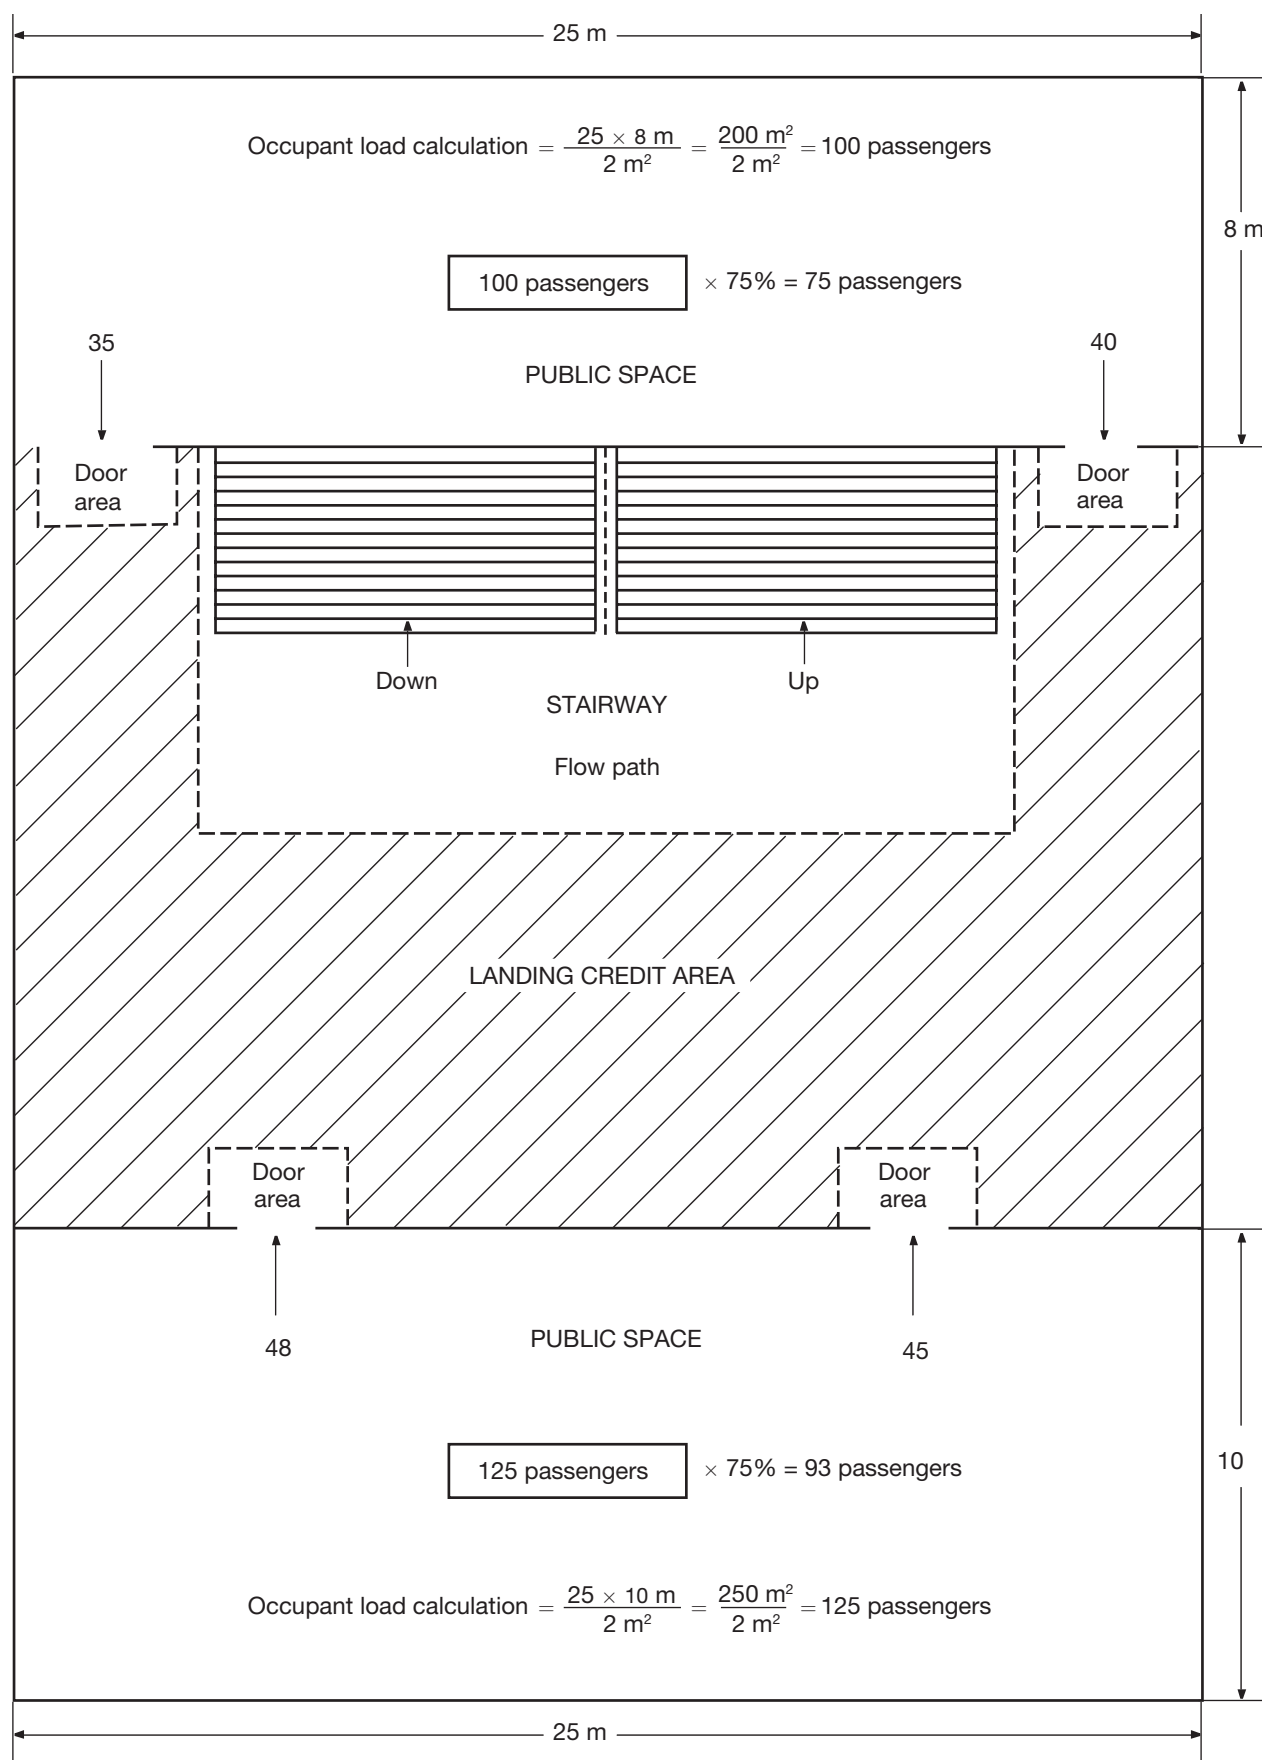 25 m
Occupant load calculation = 25 × 8 m / 2 m² = 200 m² / 2 m² = 100 passengers
8 m
100 passengers × 75% = 75 passengers
35
40
PUBLIC SPACE
Door
area
Door
area
Down
Up
STAIRWAY
Flow path
LANDING CREDIT AREA
Door
area
Door
area
48
PUBLIC SPACE
45
125 passengers × 75% = 93 passengers
10
Occupant load calculation = 25 × 10 m / 2 m² = 250 m² / 2 m² = 125 passengers
25 m